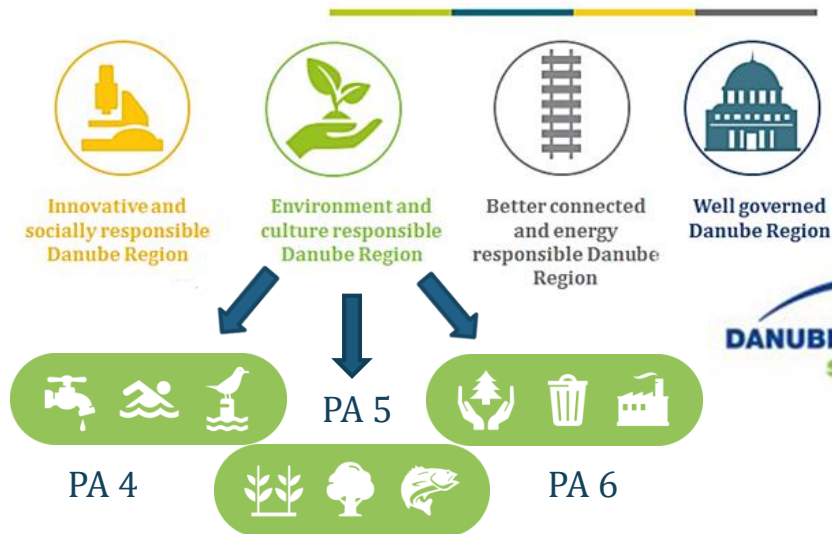 Innovative and
socially responsible
Danube Region
Environment and
culture responsible
Danube Region
Better connected
and energy
responsible Danube
Region
Well governed
Danube Region
DANUBE
PA 5
PA 4
PA 6